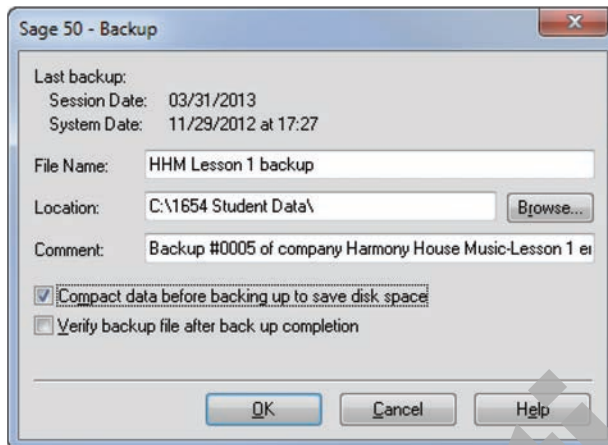 Sage 50 - Backup
Last backup:
Session Date: 03/31/2013
System Date: 11/29/2012 at 17:27
File Name: HHM Lesson 1 backup
Location: C:\1654 Student Data\ Browse...
Comment: Backup #0005 of company Harmony House Music-Lesson 1
Compact data before backing up to save disk space
Verify backup file after back up completion
OK Cancel Help